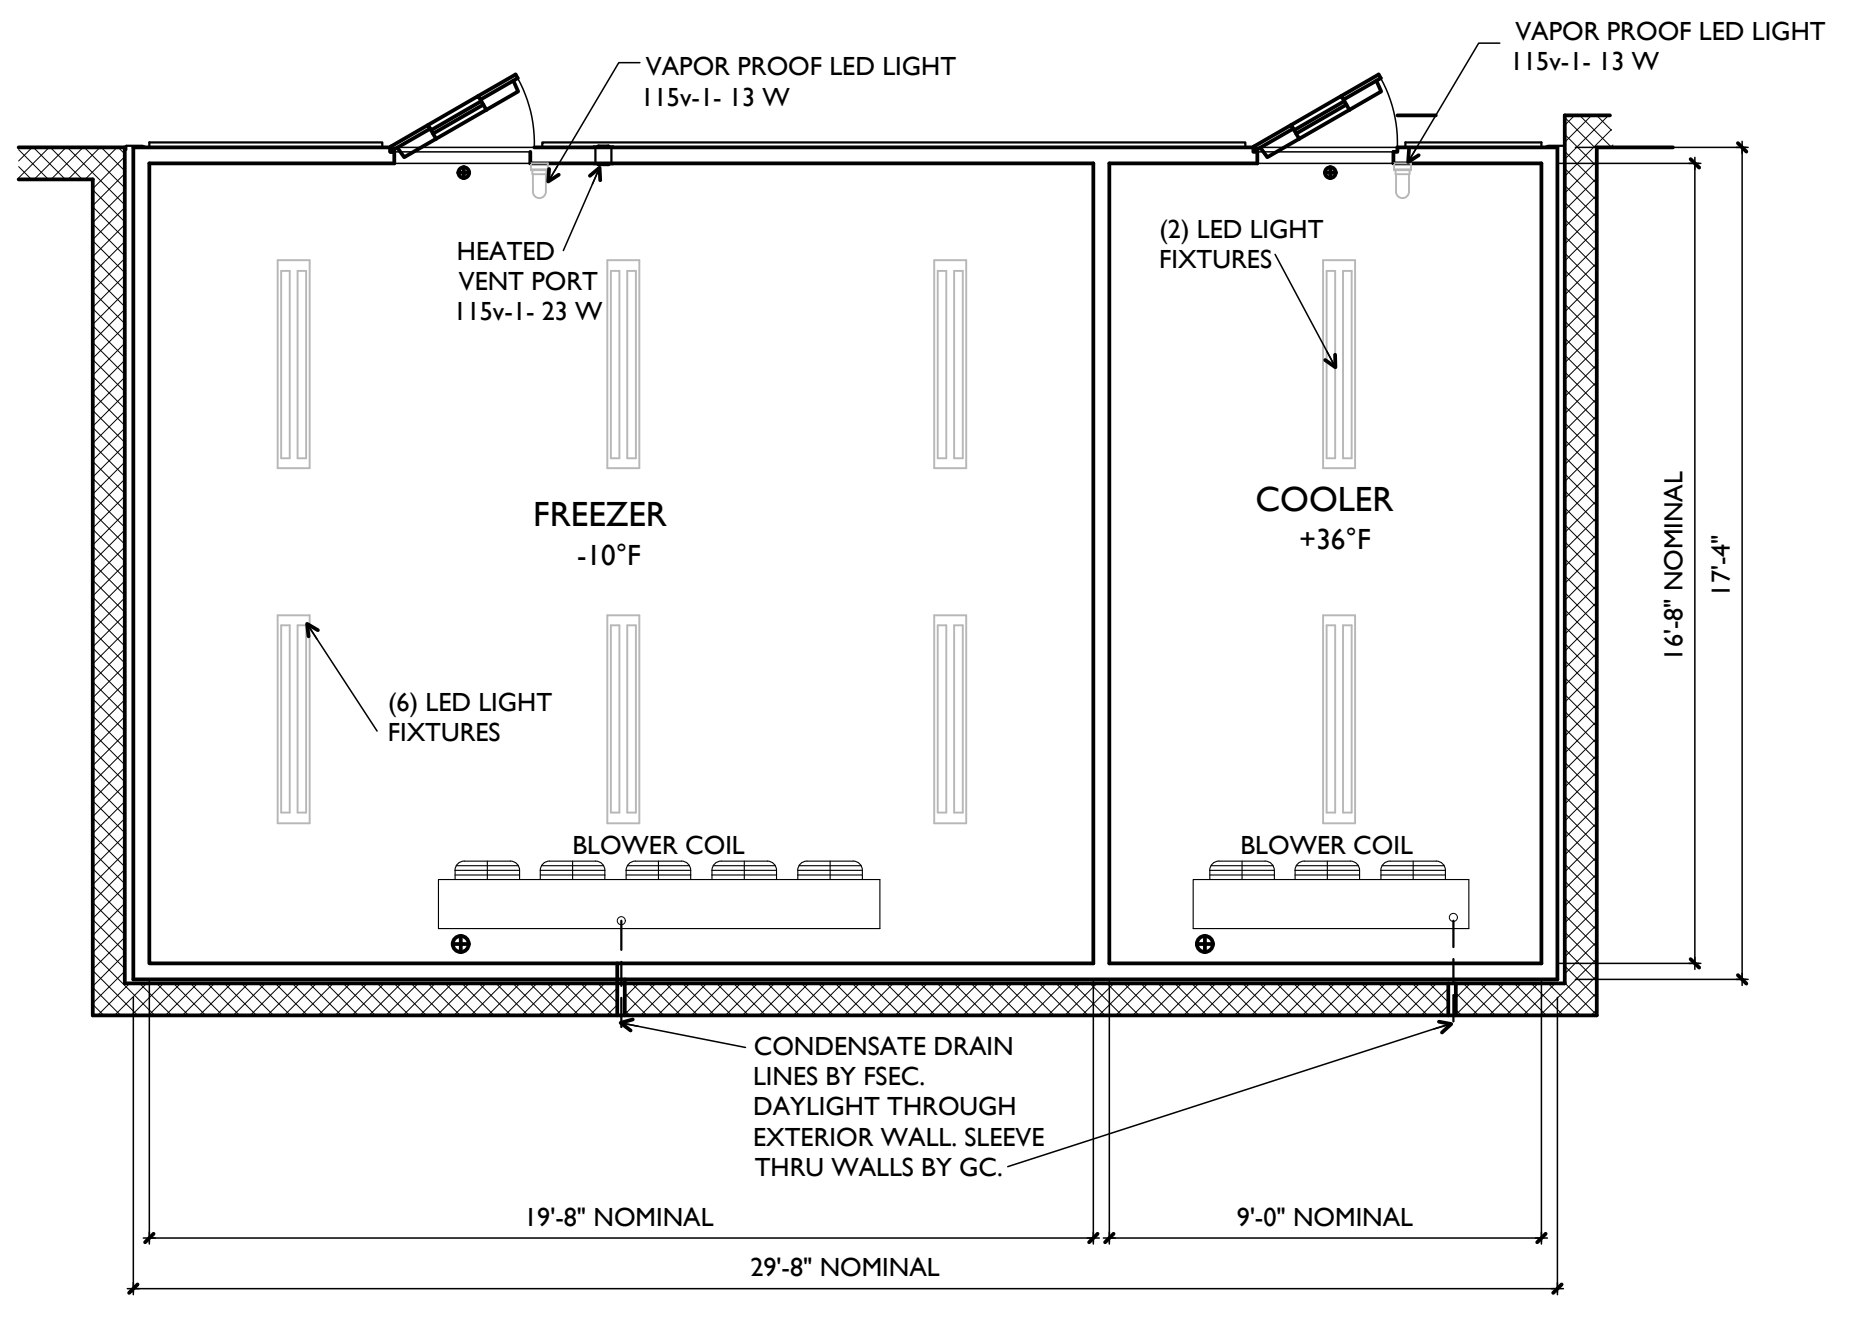 VAPOR PROOF LED LIGHT
115v-1- 13 W
VAPOR PROOF LED LIGHT
115v-1- 13 W
HEATED
VENT PORT
115v-1- 23 W
(2) LED LIGHT
FIXTURES
FREEZER
-10°F
COOLER
+36°F
16'-8" NOMINAL
17'-4"
(6) LED LIGHT
FIXTURES
BLOWER COIL
BLOWER COIL
CONDENSATE DRAIN
LINES BY FSEC.
DAYLIGHT THROUGH
EXTERIOR WALL. SLEEVE
THRU WALLS BY GC.
19'-8" NOMINAL
9'-0" NOMINAL
29'-8" NOMINAL